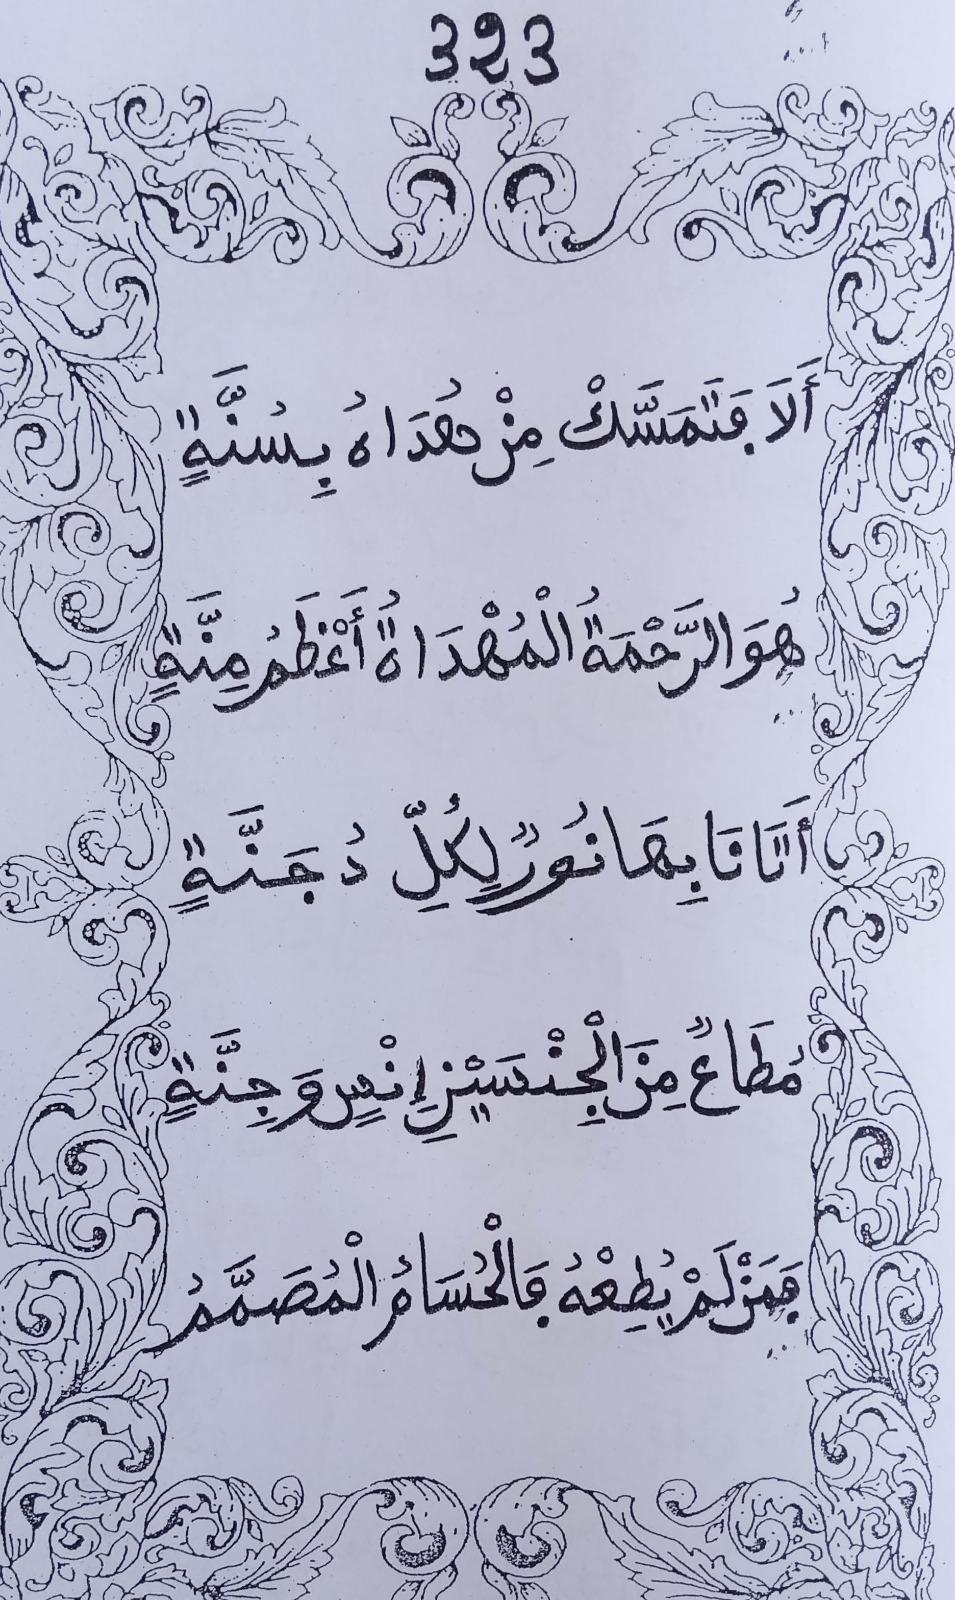 323
أَلَا فَتَمَسَّكْ مِنْ هُدَاهُ بِسُنَّةٍ
هُوَ الرَّحْمَةُ الْمُهْدَاةُ أَعْظَمُ مِنَّةٍ
أَتَانَا بِهَا نُورٌ لِكُلِّ دُجَنَّةٍ
مُطَاعٌ مِنَ الْجِنْسَيْنِ إِنْسٍ وَجِنَّةٍ
فَمَنْ لَمْ يُطِعْهُ فَالْحُسَامُ الْمُصَمِّمُ